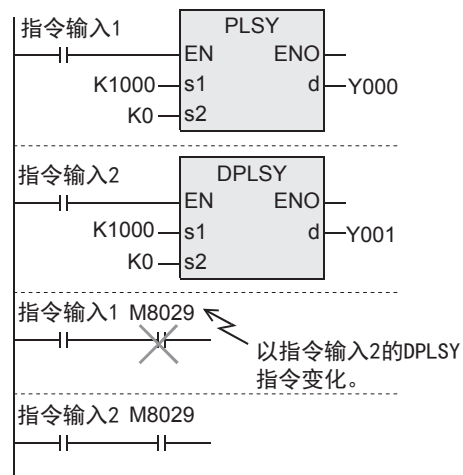 指令输入1
PLSY
EN ENO
K1000 s1 d Y000
K0 s2
指令输入2
DPLSY
EN ENO
K1000 s1 d Y001
K0 s2
指令输入1 M8029
以指令输入2的DPLSY
指令变化。
指令输入2 M8029